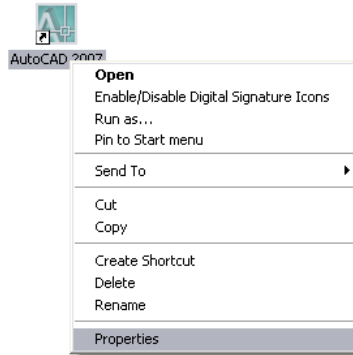 AutoCAD 2007
Open
Enable/Disable Digital Signature Icons
Run as...
Pin to Start menu
Send To
Cut
Copy
Create Shortcut
Delete
Rename
Properties